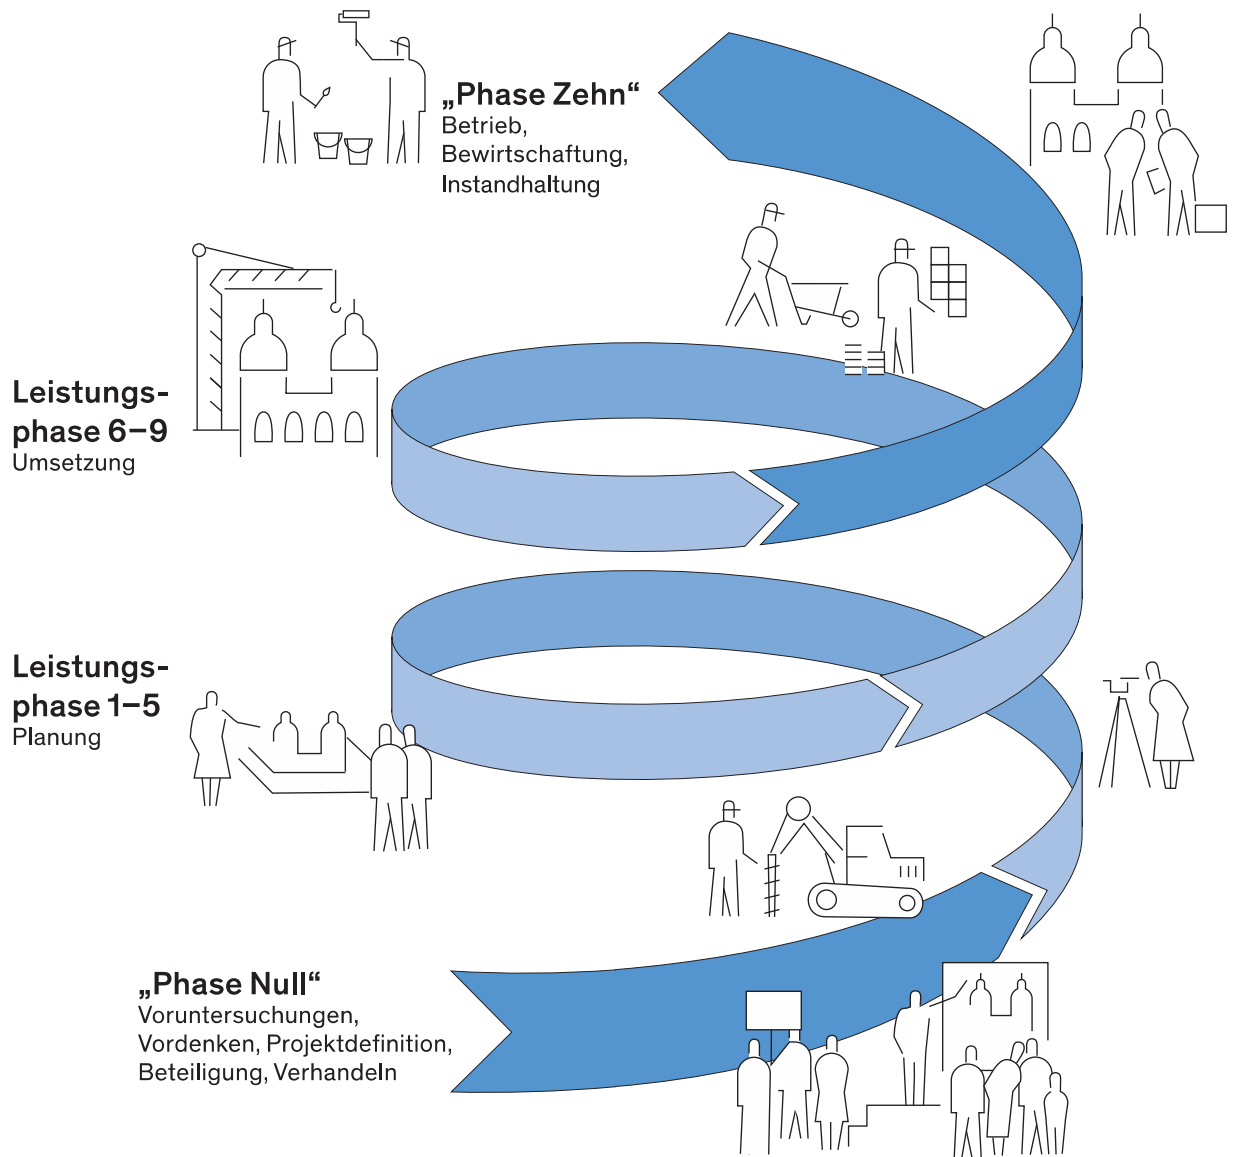 „Phase Zehn“
Betrieb,
Bewirtschaftung,
Instandhaltung
Leistungs-
phase 6–9
Umsetzung
Leistungs-
phase 1–5
Planung
„Phase Null“
Voruntersuchungen,
Vordenken, Projektdefinition,
Beteiligung, Verhandeln